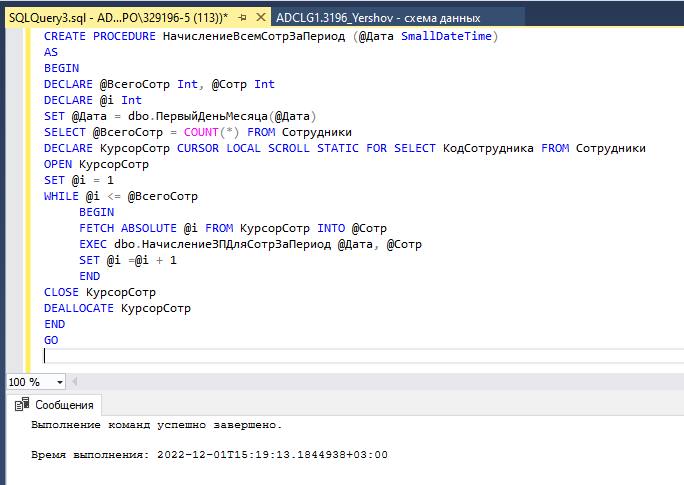 SQLQuery3.sql - AD...PO\329196-5 (113))* ADCLG1.3196_Yershov - схема данных
CREATE PROCEDURE НачислениеВсемСотрЗаПериод (@Дата SmallDateTime)
AS
BEGIN
DECLARE @ВсегоСотр Int, @Сотр Int
DECLARE @i Int
SET @Дата = dbo.ПервыйДеньМесяца(@Дата)
SELECT @ВсегоСотр = COUNT(*) FROM Сотрудники
DECLARE КурсорСотр CURSOR LOCAL SCROLL STATIC FOR SELECT КодСотрудника FROM Сотрудники
OPEN КурсорСотр
SET @i = 1
WHILE @i <= @ВсегоСотр
BEGIN
FETCH ABSOLUTE @i FROM КурсорСотр INTO @Сотр
EXEC dbo.НачислениеЗПДляСотрЗаПериод @Дата, @Сотр
SET @i =@i + 1
END
CLOSE КурсорСотр
DEALLOCATE КурсорСотр
END
GO
100 %
Сообщения
Выполнение команд успешно завершено.
Время выполнения: 2022-12-01T15:19:13.1844938+03:00